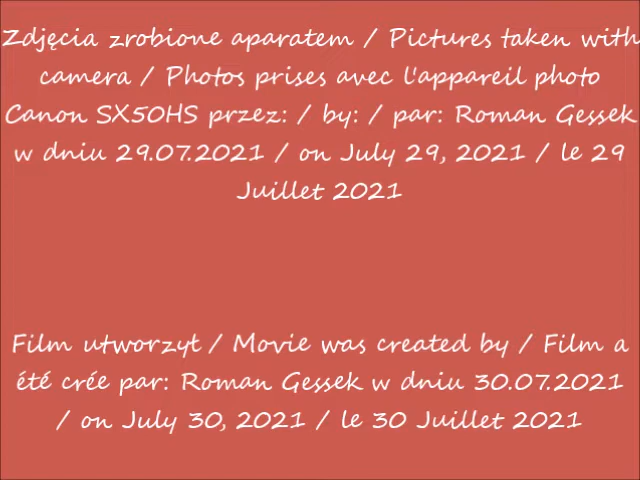 Zdjęcia zrobione aparatem / Pictures taken with
camera / Photos prises avec l'appareil photo
Canon SX50HS przez: / by: / par: Roman Gessek
w dniu 29.07.2021 / on July 29, 2021 / le 29
Juillet 2021
Film utworzył / Movie was created by / Film a
été crée par: Roman Gessek w dniu 30.07.2021
/ on July 30, 2021 / le 30 Juillet 2021